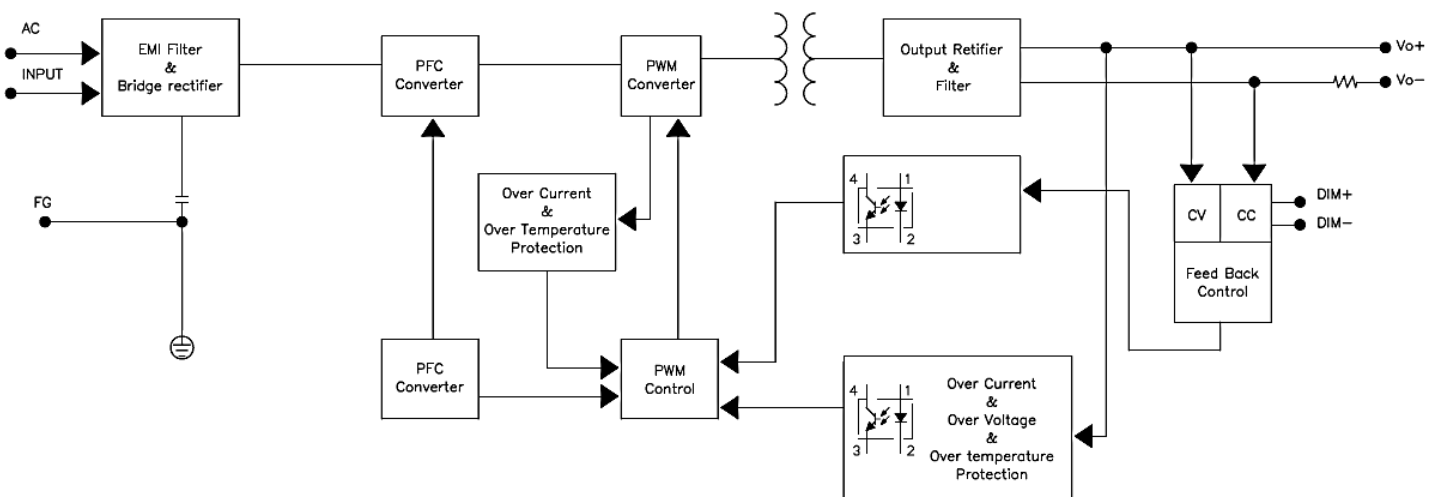 AC
INPUT
FG
EMI Filter
&
Bridge rectifier
PFC
Converter
PWM
Converter
Output Retifier
&
Filter
Vo+
Vo-
Over Current
&
Over Temperature
Protection
4 1
3 2
CV CC
Feed Back
Control
DIM+
DIM-
PFC
Converter
PWM
Control
4 1
3 2
Over Current
&
Over Voltage
&
Over temperature
Protection